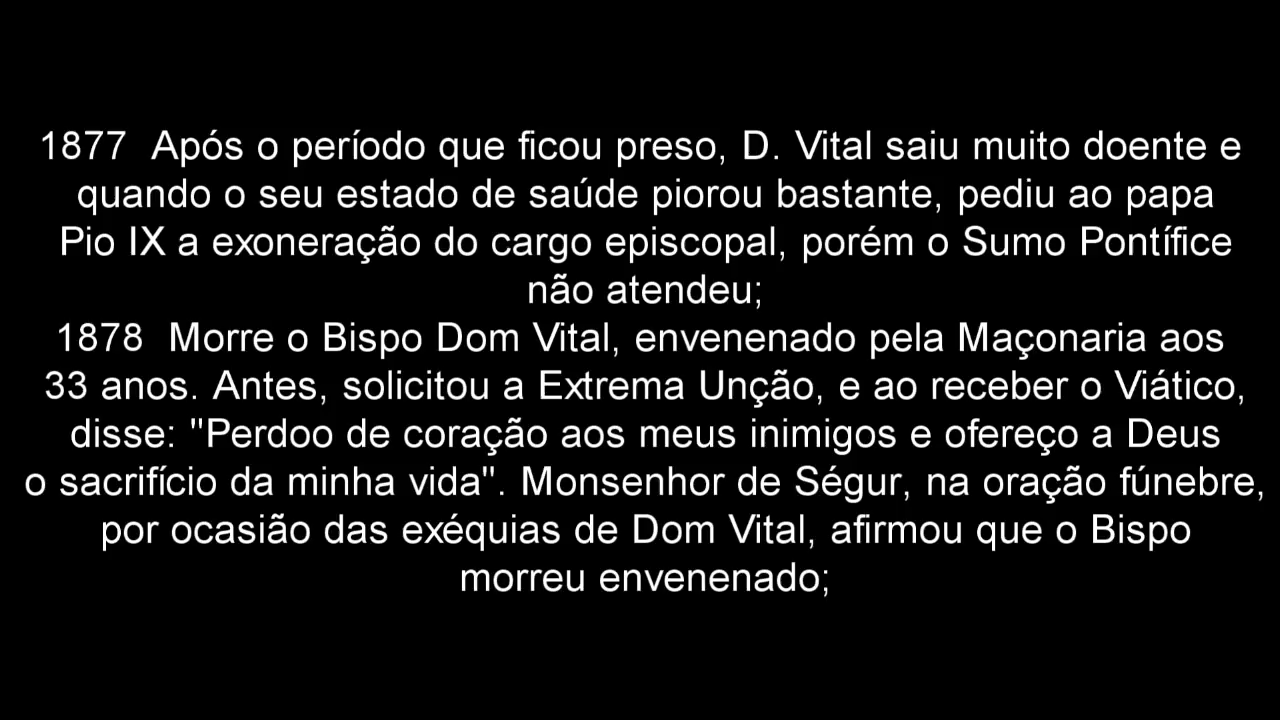 1877  Após o período que ficou preso, D. Vital saiu muito doente e
quando o seu estado de saúde piorou bastante, pediu ao papa
Pio IX a exoneração do cargo episcopal, porém o Sumo Pontífice
não atendeu;
1878  Morre o Bispo Dom Vital, envenenado pela Maçonaria aos
33 anos. Antes, solicitou a Extrema Unção, e ao receber o Viático,
disse: "Perdoo de coração aos meus inimigos e ofereço a Deus
o sacrifício da minha vida". Monsenhor de Ségur, na oração fúnebre,
por ocasião das exéquias de Dom Vital, afirmou que o Bispo
morreu envenenado;